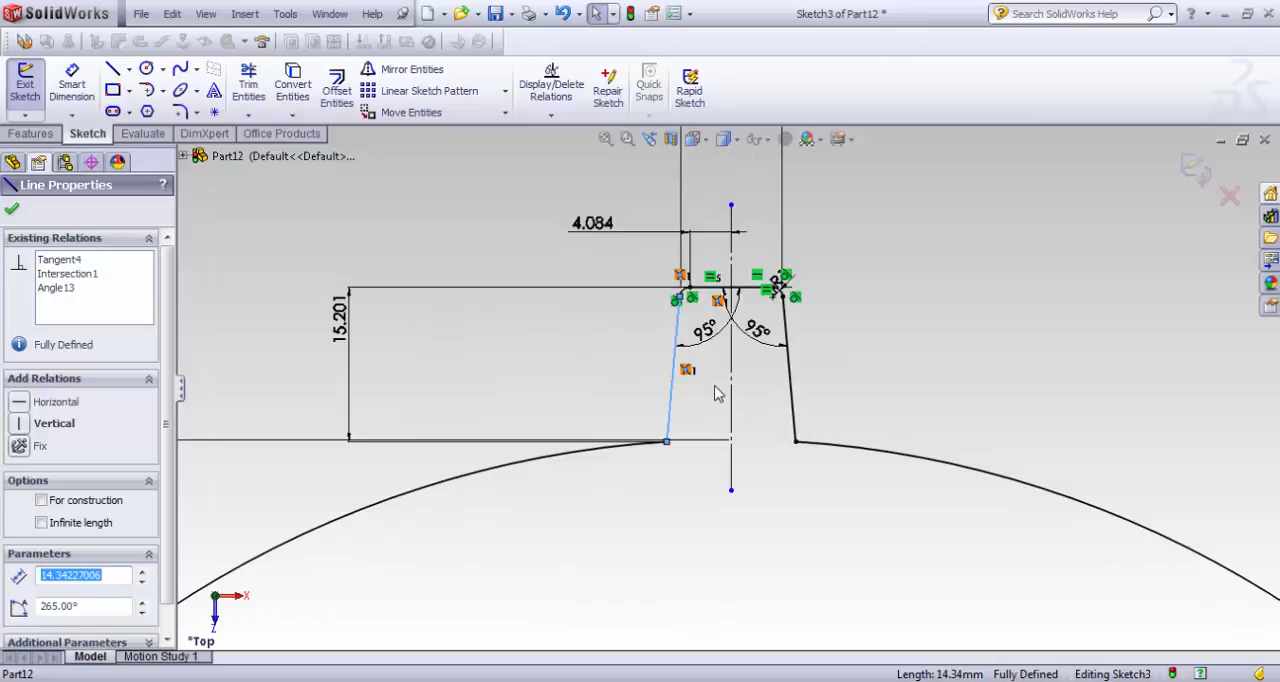 SolidWorks File Edit View Insert Tools Window Help Sketch3 of Part12 * Search SolidWorks Help
Exit Sketch
Smart Dimension
Trim Entities
Convert Entities
Offset Entities
Mirror Entities
Linear Sketch Pattern
Move Entities
Display/Delete Relations
Repair Sketch
Quick Snaps
Rapid Sketch
Features Sketch Evaluate DimXpert Office Products
Part12 (Default<<Default>...
Line Properties ?
Existing Relations
Tangent4
Intersection1
Angle13
Fully Defined
Add Relations
Horizontal
Vertical
Fix
Options
For construction
Infinite length
Parameters
14.34227006
265.00°
Additional Parameters
4.084
15.201
95°
95°
X
Z
*Top
Model Motion Study 1
Part12 Length: 14.34mm Fully Defined Editing Sketch3